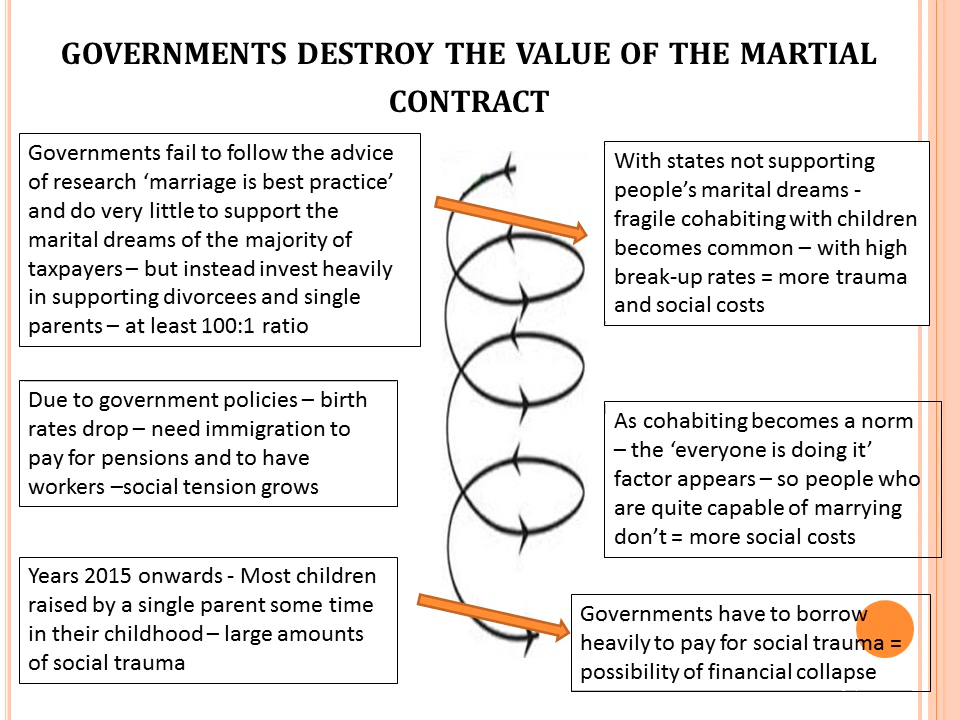 GOVERNMENTS DESTROY THE VALUE OF THE MARTIAL
CONTRACT
Governments fail to follow the advice
of research ‘marriage is best practice’
and do very little to support the
marital dreams of the majority of
taxpayers – but instead invest heavily
in supporting divorcees and single
parents – at least 100:1 ratio
With states not supporting
people’s marital dreams -
fragile cohabiting with children
becomes common – with high
break-up rates = more trauma
and social costs
Due to government policies – birth
rates drop – need immigration to
pay for pensions and to have
workers –social tension grows
As cohabiting becomes a norm
– the ‘everyone is doing it’
factor appears – so people who
are quite capable of marrying
don’t = more social costs
Years 2015 onwards - Most children
raised by a single parent some time
in their childhood – large amounts
of social trauma
Governments have to borrow
heavily to pay for social trauma =
possibility of financial collapse